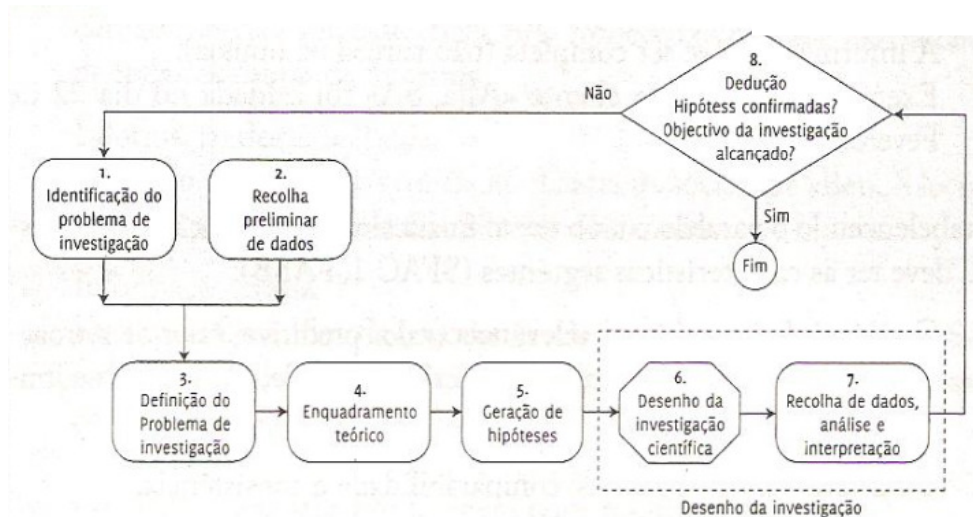 8.
Dedução
Hipótess confirmadas?
Objectivo da investigação
alcançado?
Não
Sim
Fim
1.
Identificação do
problema de
investigação
2.
Recolha
preliminar
de dados
3.
Definição do
Problema de
investigação
4.
Enquadramento
teórico
5.
Geração de
hipóteses
6.
Desenho da
investigação
científica
7.
Recolha de dados,
análise e
interpretação
Desenho da investigação